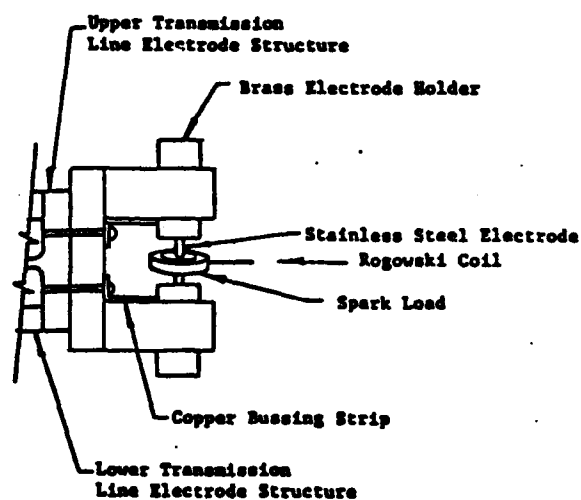 Upper Transmission
Line Electrode Structure
Brass Electrode Holder
Stainless Steel Electrode
Rogowski Coil
Spark Load
Copper Bussing Strip
Lower Transmission
Line Electrode Structure